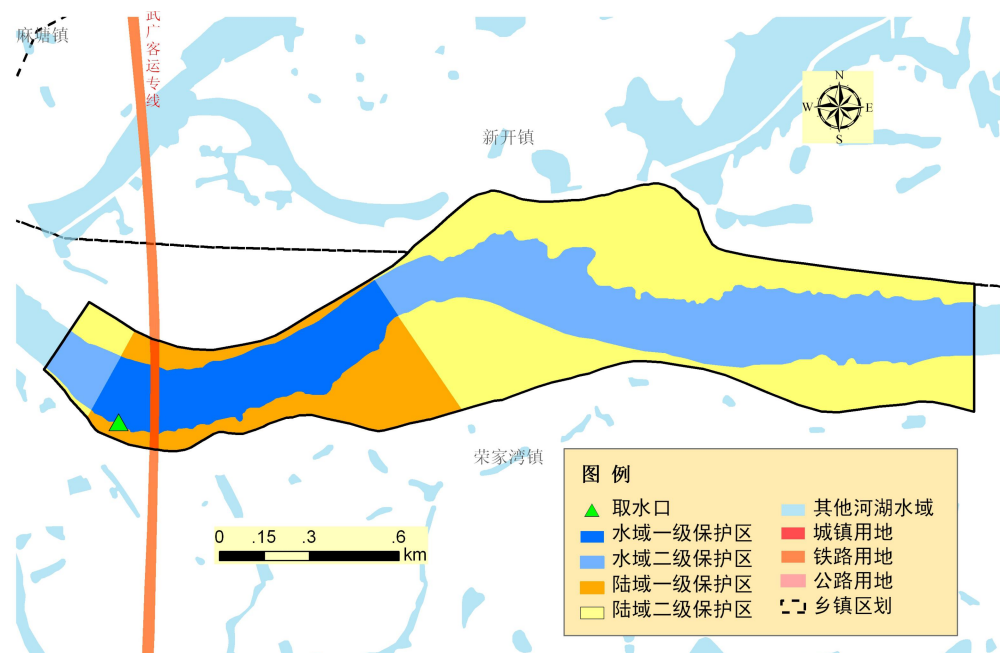 麻塘镇
武广客运专线
N
W E
S
新开镇
荣家湾镇
0 .15 .3 .6
km
图 例
取水口
水域一级保护区
水域二级保护区
陆域一级保护区
陆域二级保护区
其他河湖水域
城镇用地
铁路用地
公路用地
乡镇区划